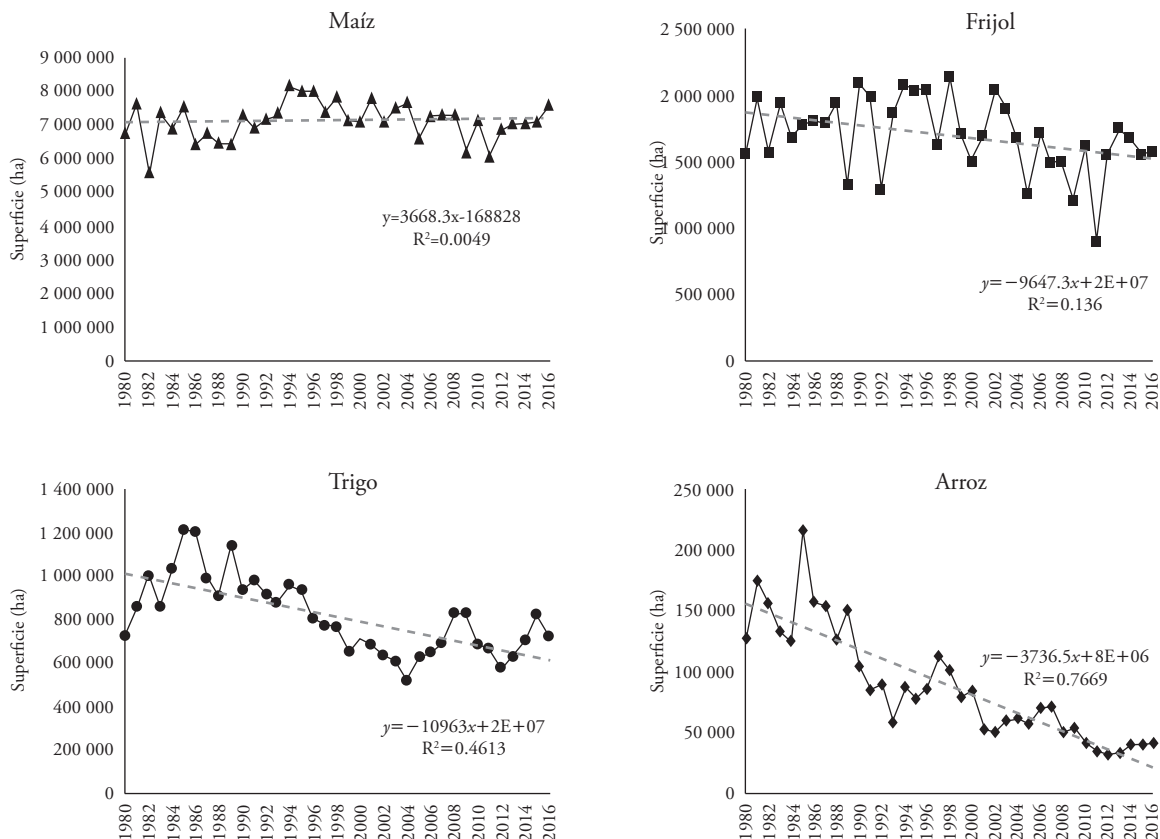 Maíz
9 000 000
8 000 000
7 000 000
6 000 000
5 000 000
4 000 000
3 000 000
2 000 000
1 000 000
0
Superficie (ha)
y=3668.3x-168828
R²=0.0049
1980 1982 1984 1986 1988 1990 1992 1994 1996 1998 2000 2002 2004 2006 2008 2010 2012 2014 2016
Frijol
2 500 000
2 000 000
1 500 000
1 000 000
500 000
0
Superficie (ha)
y=−9647.3x+2E+07
R²=0.136
1980 1982 1984 1986 1988 1990 1992 1994 1996 1998 2000 2002 2004 2006 2008 2010 2012 2014 2016
Trigo
1 400 000
1 200 000
1 000 000
800 000
600 000
400 000
200 000
0
Superficie (ha)
y=−10963x+2E+07
R²=0.4613
1980 1982 1984 1986 1988 1990 1992 1994 1996 1998 2000 2002 2004 2006 2008 2010 2012 2014 2016
Arroz
250 000
200 000
150 000
100 000
50 000
0
Superficie (ha)
y=−3736.5x+8E+06
R²=0.7669
1980 1982 1984 1986 1988 1990 1992 1994 1996 1998 2000 2002 2004 2006 2008 2010 2012 2014 2016